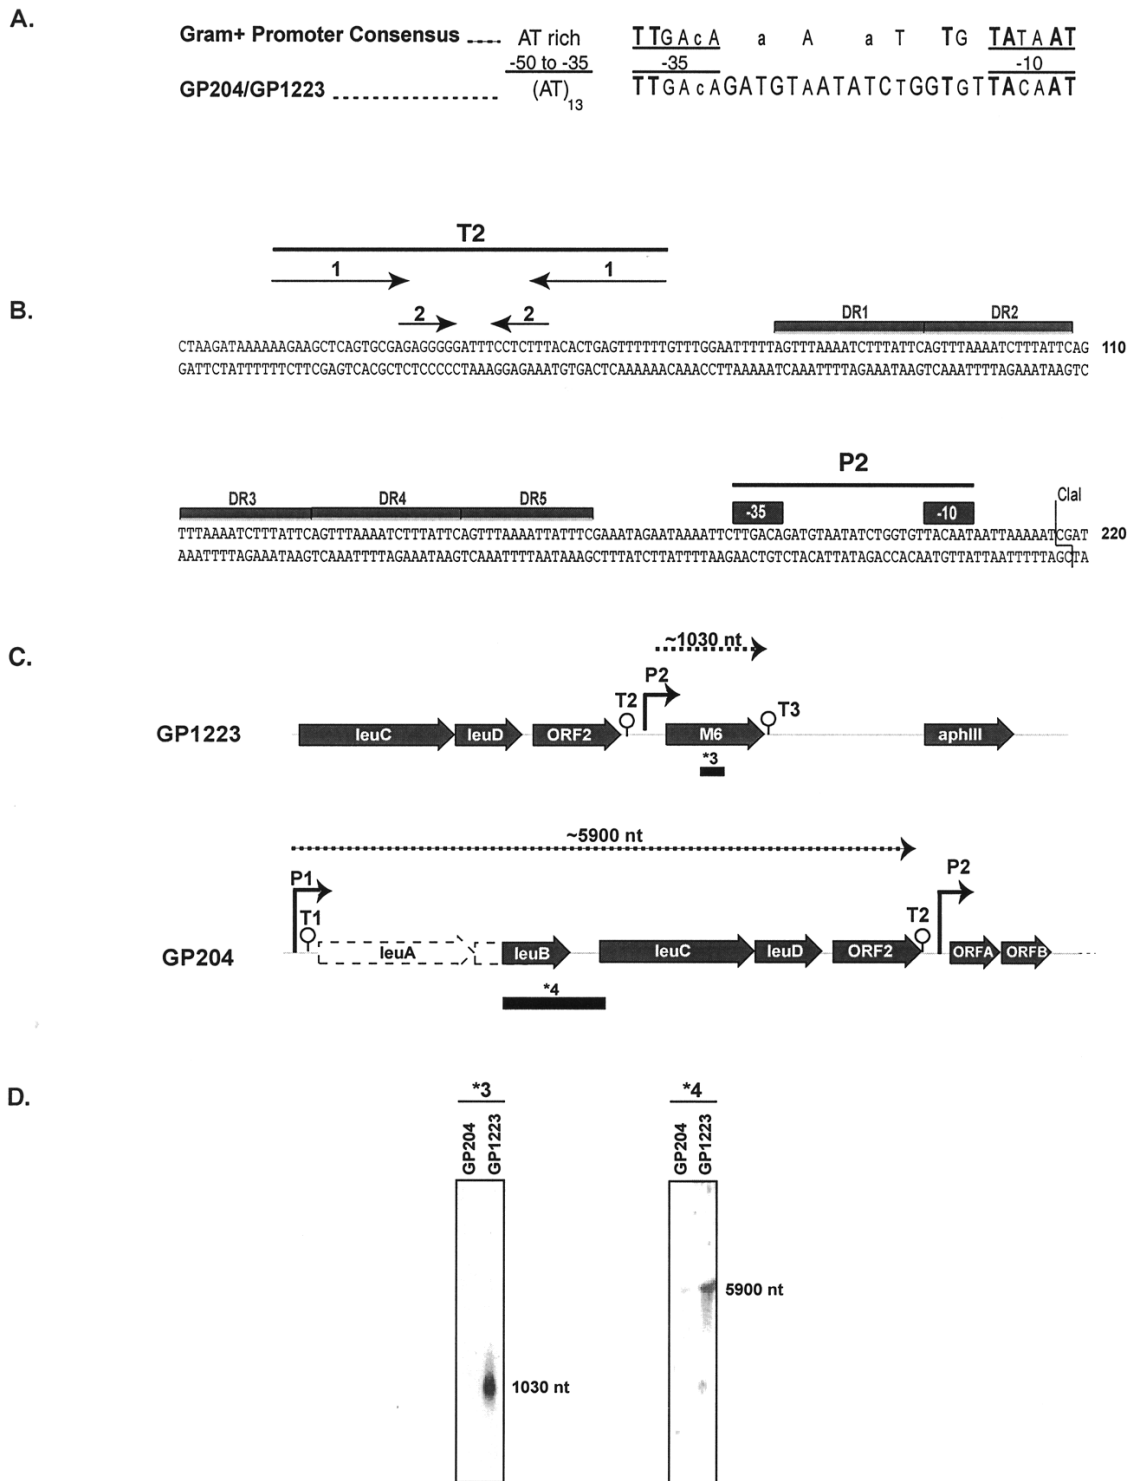 A.
Gram+ Promoter Consensus ---- AT rich TTGAcA a A a T TG TATAAT
-50 to -35 -35 -10
GP204/GP1223 ---------------- (AT)13 TTGAcAGATGTAATATCTGGTGTTACAAT
T2
1 1
B.
2 2 DR1 DR2
CTAAGATAAAAAAGAAGCTCAGTGCGAGAGGGGGATTTCCTCTTTACACTGAGTTTTTTGTTTGGAATTTTTAGTTTAAAATCTTTATTCAGTTTAAAATCTTTATTCAG 110
GATTCTATTTTTTCTTCGAGTCACGCTCTCCCCCTAAAGGAGAAATGTGACTCAAAAAACAAACCTTAAAAATCAAATTTTAGAAATAAGTCAAATTTTAGAAATAAGTC
P2
DR3 DR4 DR5 -35 -10 ClaI
TTTAAAATCTTTATTCAGTTTAAAATCTTTATTCAGTTTAAAATTATTTCGAAATAGAATAAAATTCTTGACAGATGTAATATCTGGTGTTACAATAATTAAAAATCGAT 220
AAATTTTAGAAATAAGTCAAATTTTAGAAATAAGTCAAATTTTAATAAAGCTTTATCTTATTTTAAGAACTGTCTACATTATAGACCACAATGTTATTAATTTTTAGCTA
C.
~1030 nt
P2
T2 T3
GP1223 leuC leuD ORF2 M6 aphIII
*3
~5900 nt
P1 P2
T1 T2
GP204 leuA leuB leuC leuD ORF2 ORFA ORFB
*4
D.
*3 *4
GP204 GP1223 GP204 GP1223
5900 nt
1030 nt